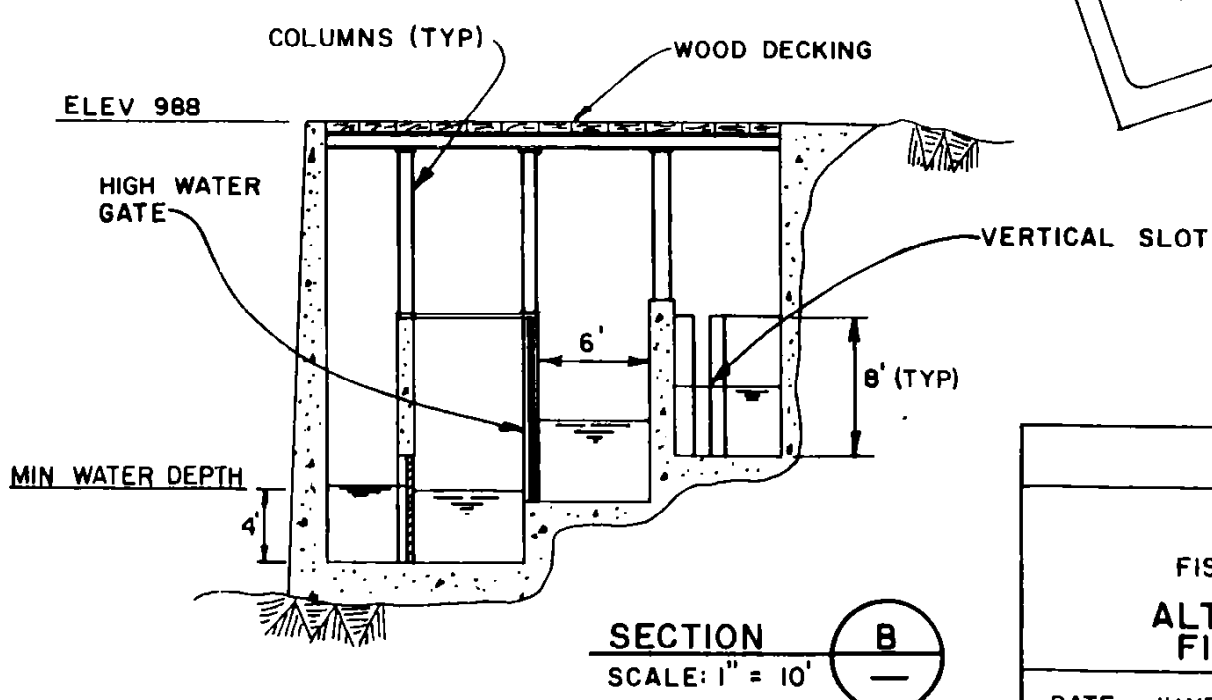 COLUMNS (TYP)
WOOD DECKING
ELEV 988
HIGH WATER
GATE
VERTICAL SLOT
6'
8' (TYP)
MIN WATER DEPTH
4'
SECTION
SCALE: 1" = 10'
B
—
FIS
ALT
FI
DATE